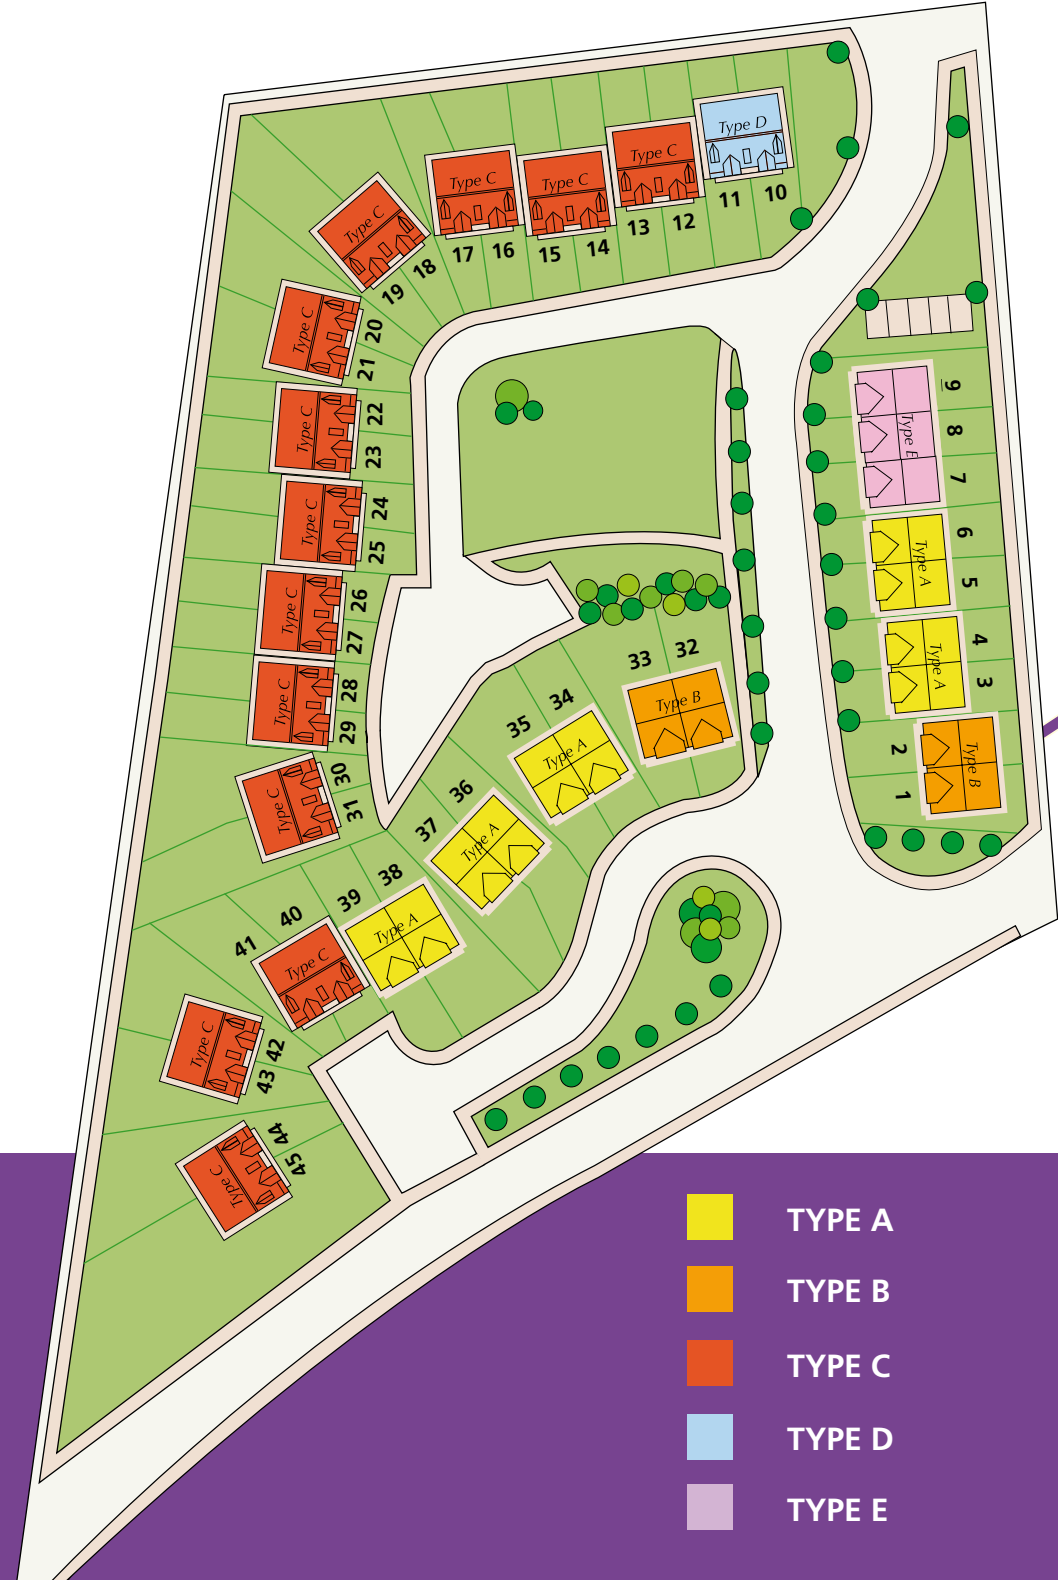 Type D
Type C
Type C
Type C
11
10
13
12
17
16
15
14
Type C
19
18
Type C
20
21
Type C
22
23
Type C
24
25
Type C
26
27
Type C
28
29
Type C
30
31
9
8
7
Type E
6
5
Type A
4
3
Type A
2
1
Type B
33
32
Type B
35
34
Type A
37
36
Type A
39
38
Type A
41
40
Type C
Type C
42
43
Type C
44
45
TYPE A
TYPE B
TYPE C
TYPE D
TYPE E